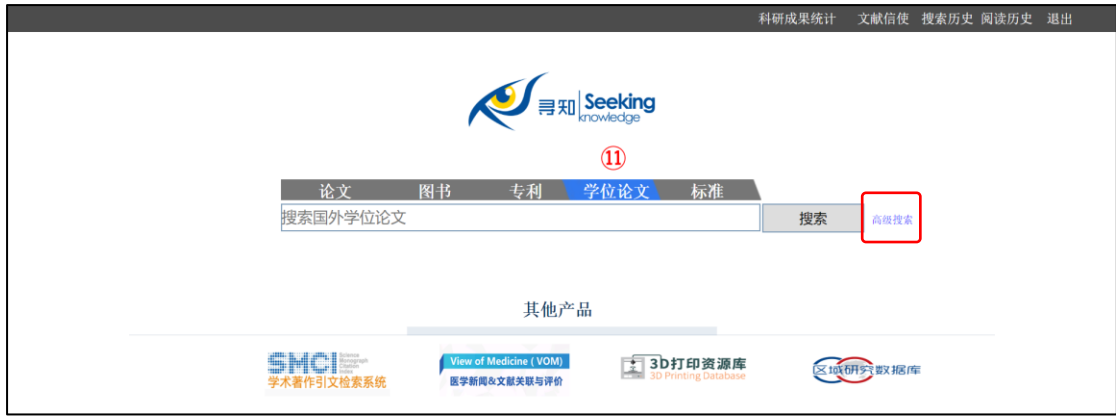 科研成果统计 文献信使 搜索历史 阅读历史 退出
寻知 Seeking
knowledge
⑪
论文 图书 专利 学位论文 标准
搜索国外学位论文 搜索 高级搜索
其他产品
SMCI Science Monograph Citation Index
学术著作引文检索系统
View of Medicine ( VOM)
医学新闻&文献关联与评价
3D打印资源库
3D Printing Database
区域研究数据库